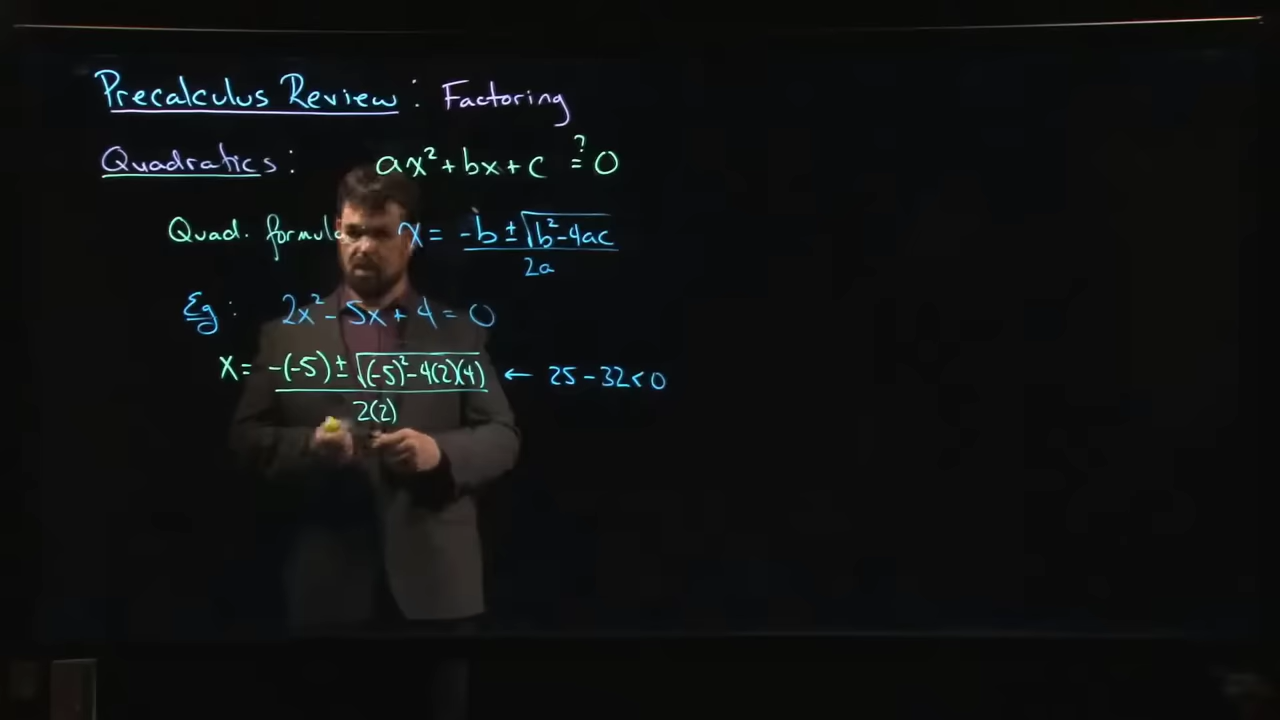 Precalculus Review: Factoring
Quadratics: ax²+bx+c ≟ 0
Quad. formula x = (-b ± √(b²-4ac))/(2a)
Eg: 2x² - 5x + 4 = 0
x = (-(-5) ± √((-5)²-4(2)(4)))/(2(2)) ← 25 - 32 < 0